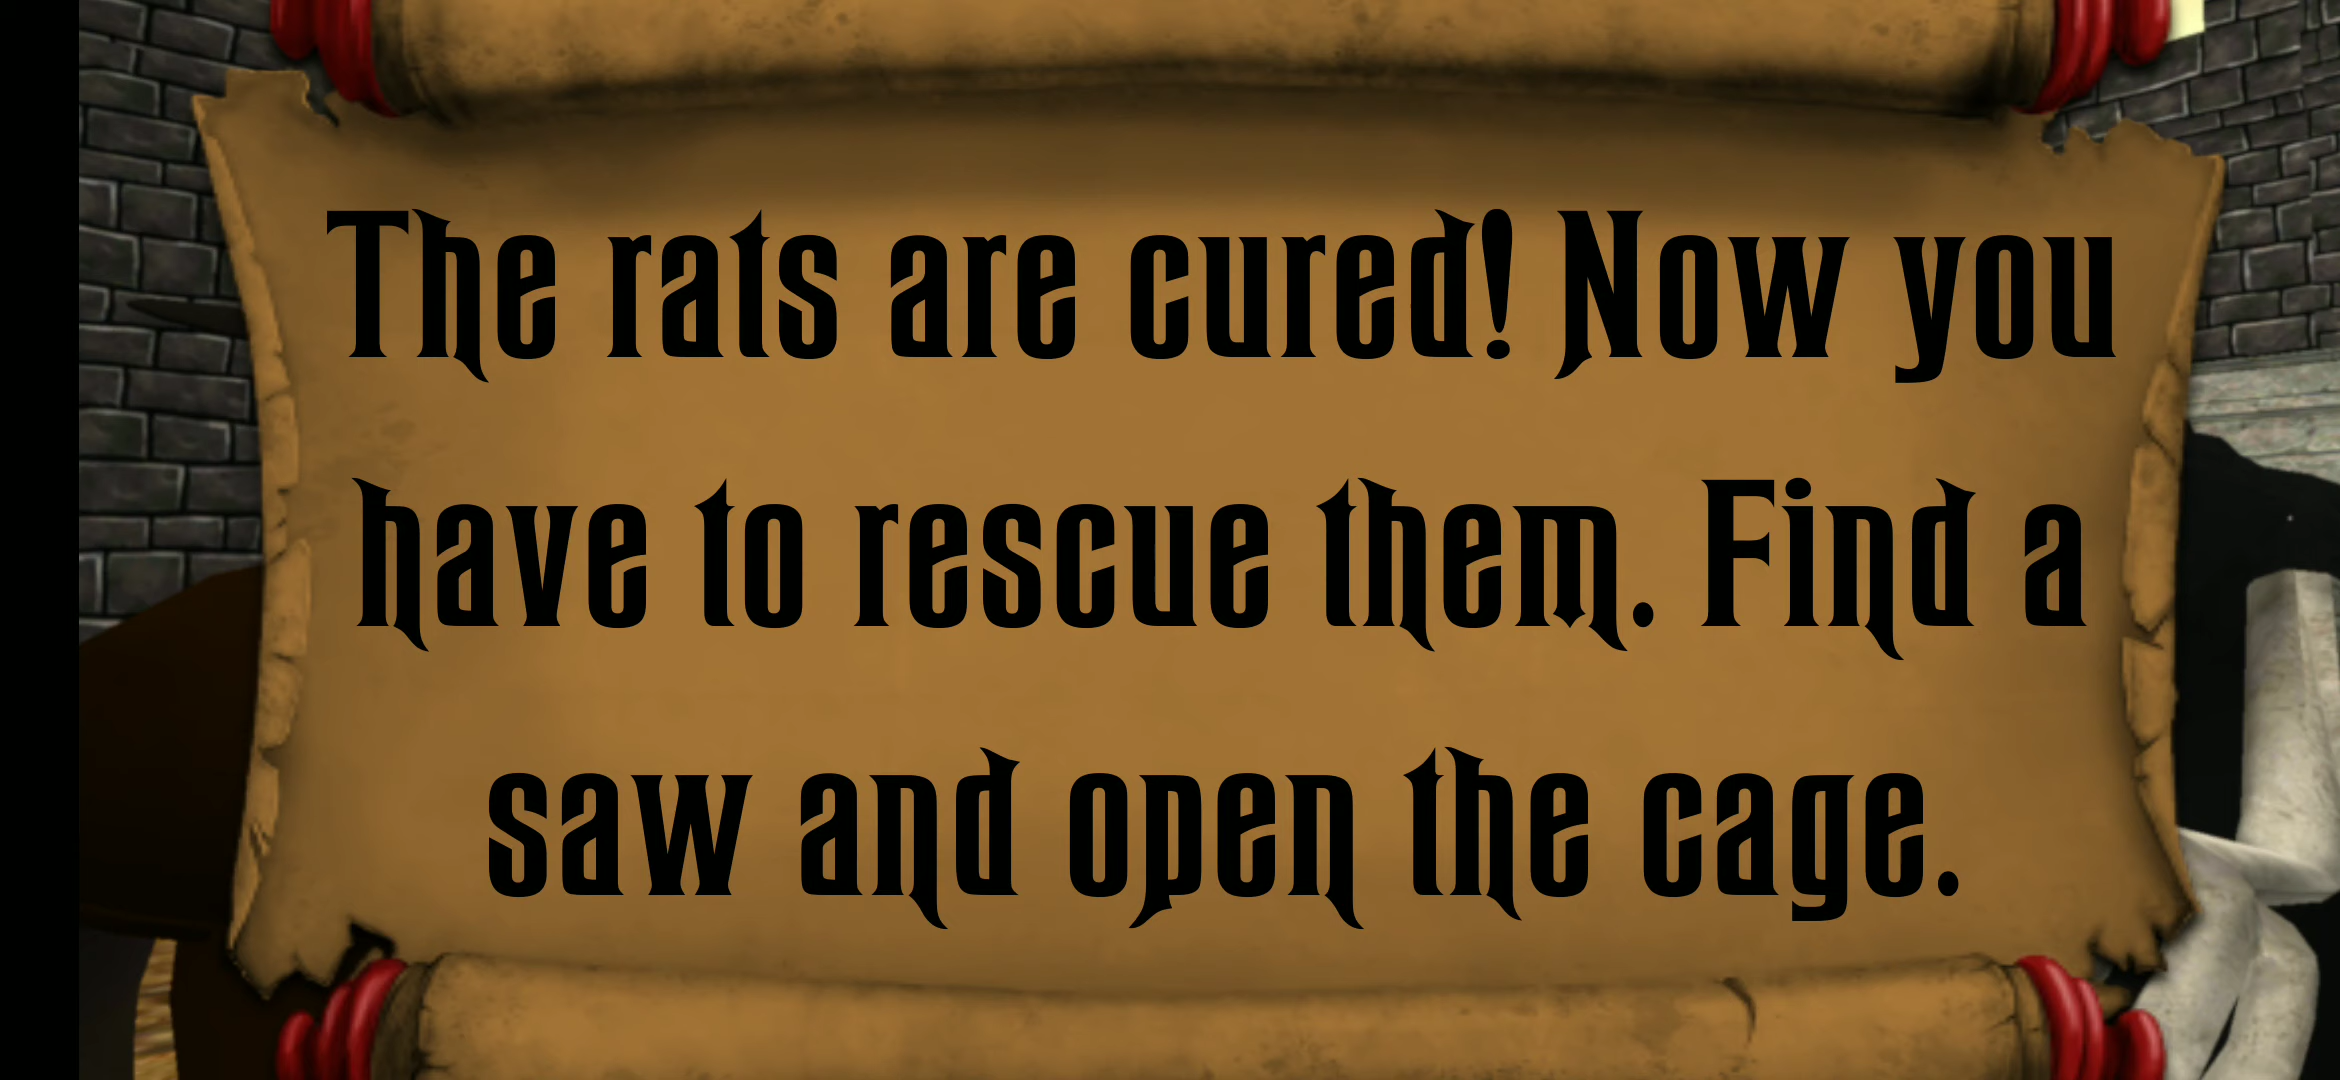 The rats are cured! Now you
have to rescue them. Find a
saw and open the cage.